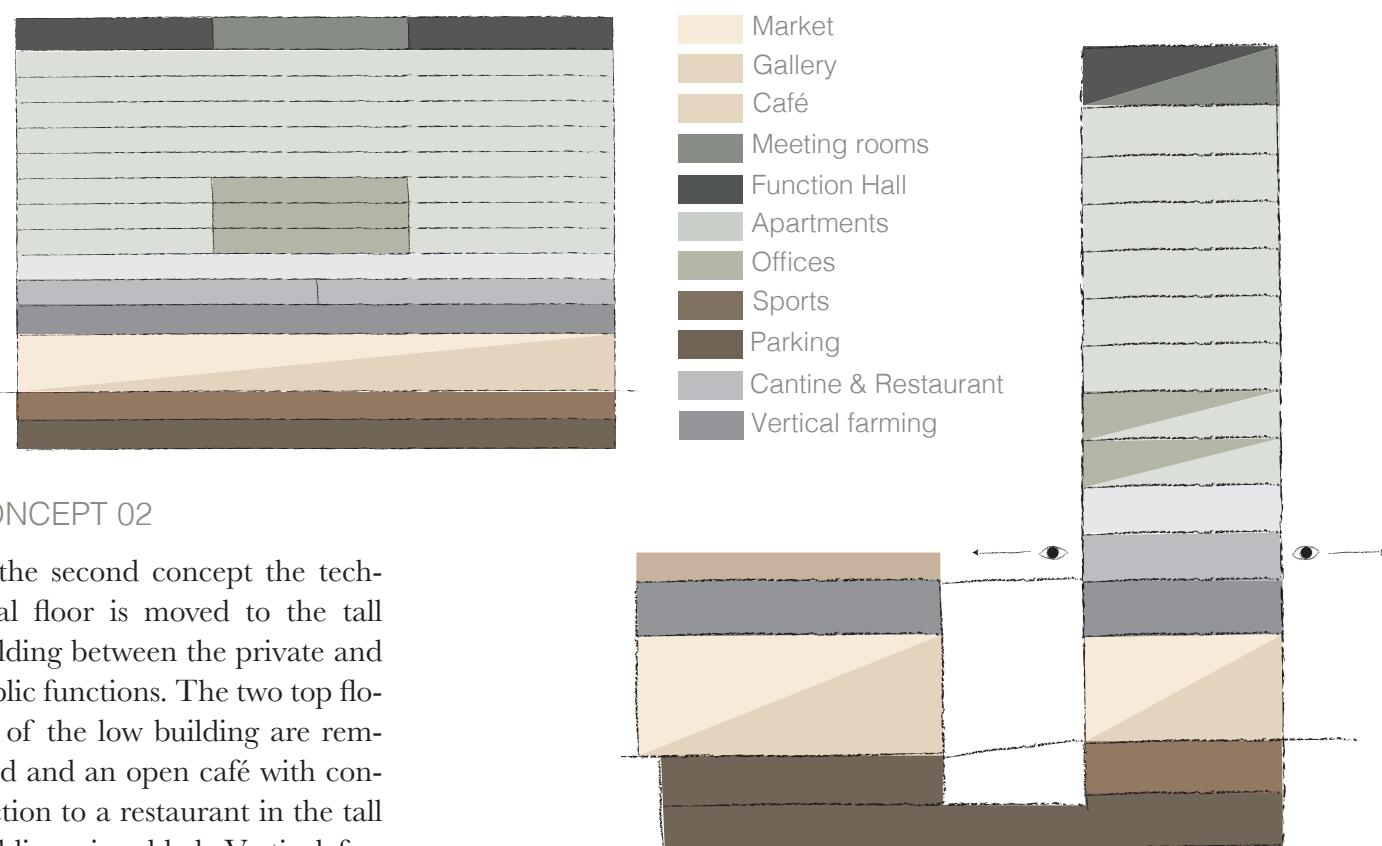 Market
Gallery
Café
Meeting rooms
Function Hall
Apartments
Offices
Sports
Parking
Cantine & Restaurant
Vertical farming
ONCEPT 02
the second concept the tech-
al floor is moved to the tall
lding between the private and
blic functions. The two top flo-
of the low building are rem-
d and an open café with con-
ction to a restaurant in the tall